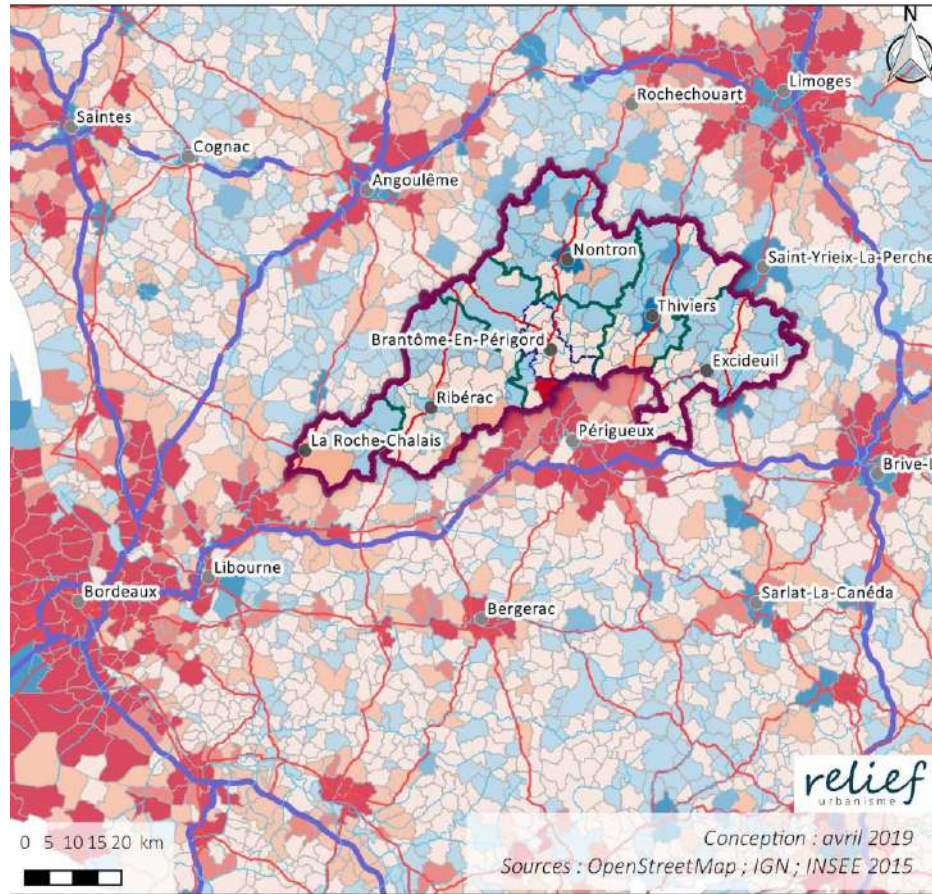 N
Limoges
Rochechouart
Saintes
Cognac
Angoulême
Nontron
Saint-Yrieix-La-Perche
Thiviers
Brantôme-En-Périgord
Excideuil
Ribérac
La Roche-Chalais
Périgueux
Brive-L
Libourne
Bordeaux
Bergerac
Sarlat-La-Canéda
relief
urbanisme
0 5 10 15 20 km
Conception : avril 2019
Sources : OpenStreetMap ; IGN ; INSEE 2015